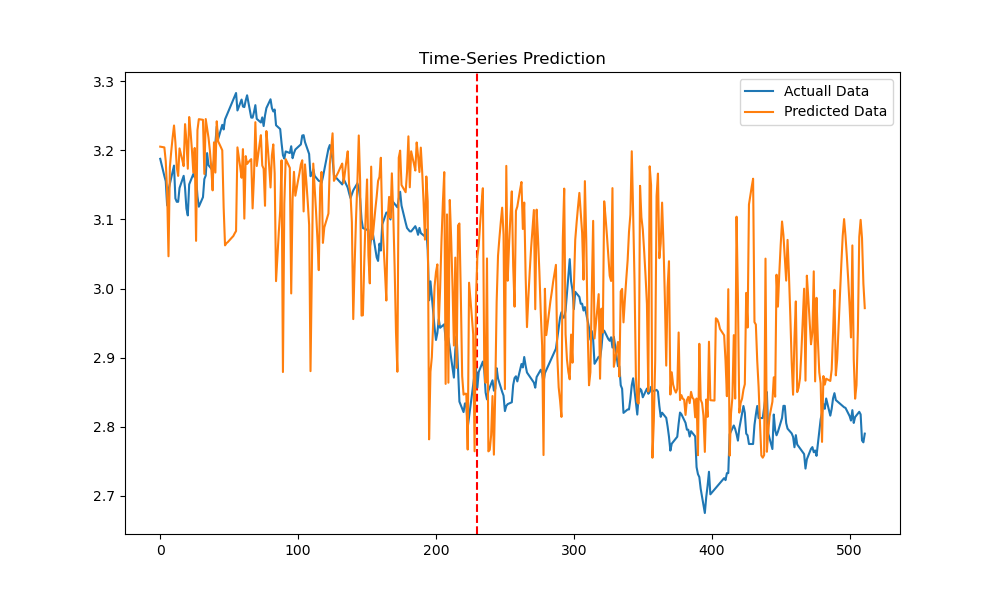 Time-Series Prediction
Actuall Data
Predicted Data
3.3
3.2
3.1
3.0
2.9
2.8
2.7
0 100 200 300 400 500